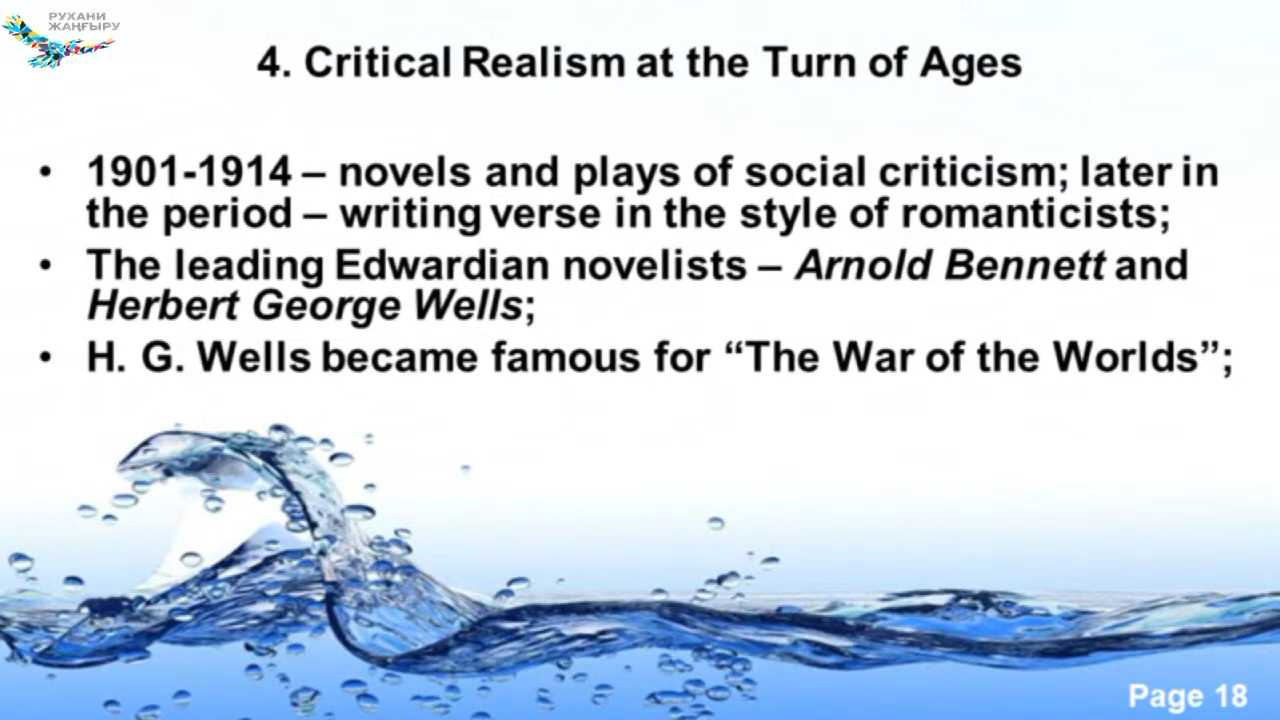 РУХАНИ
ЖАҢҒЫРУ
4. Critical Realism at the Turn of Ages
• 1901-1914 – novels and plays of social criticism; later in
the period – writing verse in the style of romanticists;
• The leading Edwardian novelists – Arnold Bennett and
Herbert George Wells;
• H. G. Wells became famous for “The War of the Worlds”;
Page 18